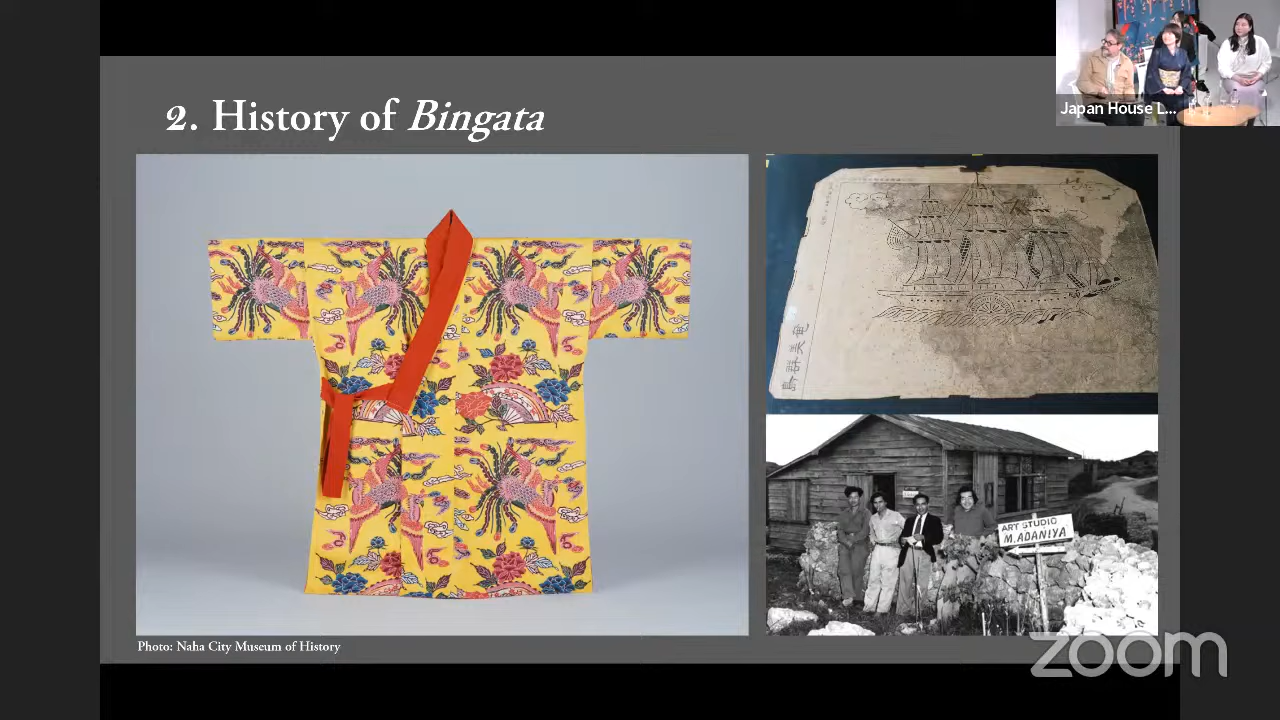 2. History of Bingata
Japan House L...
ART STUDIO
M. ADANIYA
Photo: Naha City Museum of History
zoom